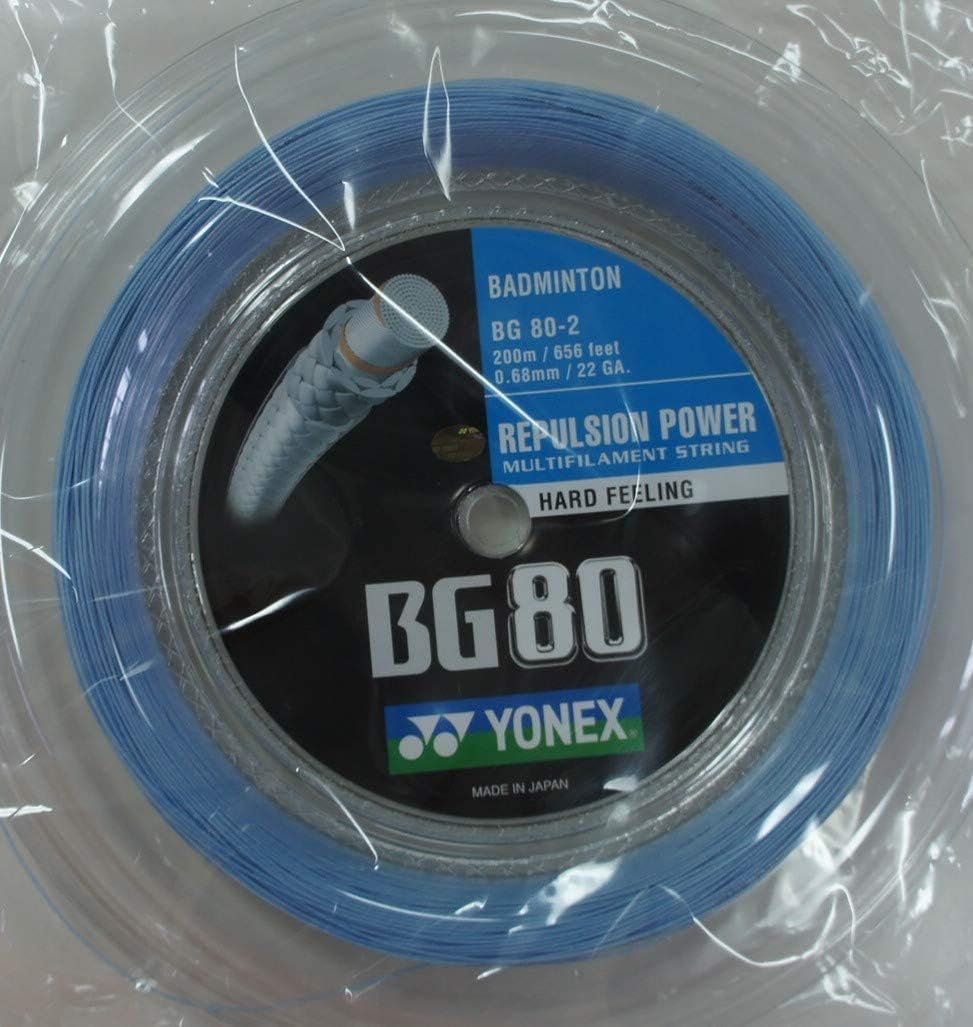 BADMINTON
BG 80-2
200m / 656 feet
0.68mm / 22 GA.
REPULSION POWER
MULTIFILAMENT STRING
HARD FEELING
BG80
YONEX®
MADE IN JAPAN